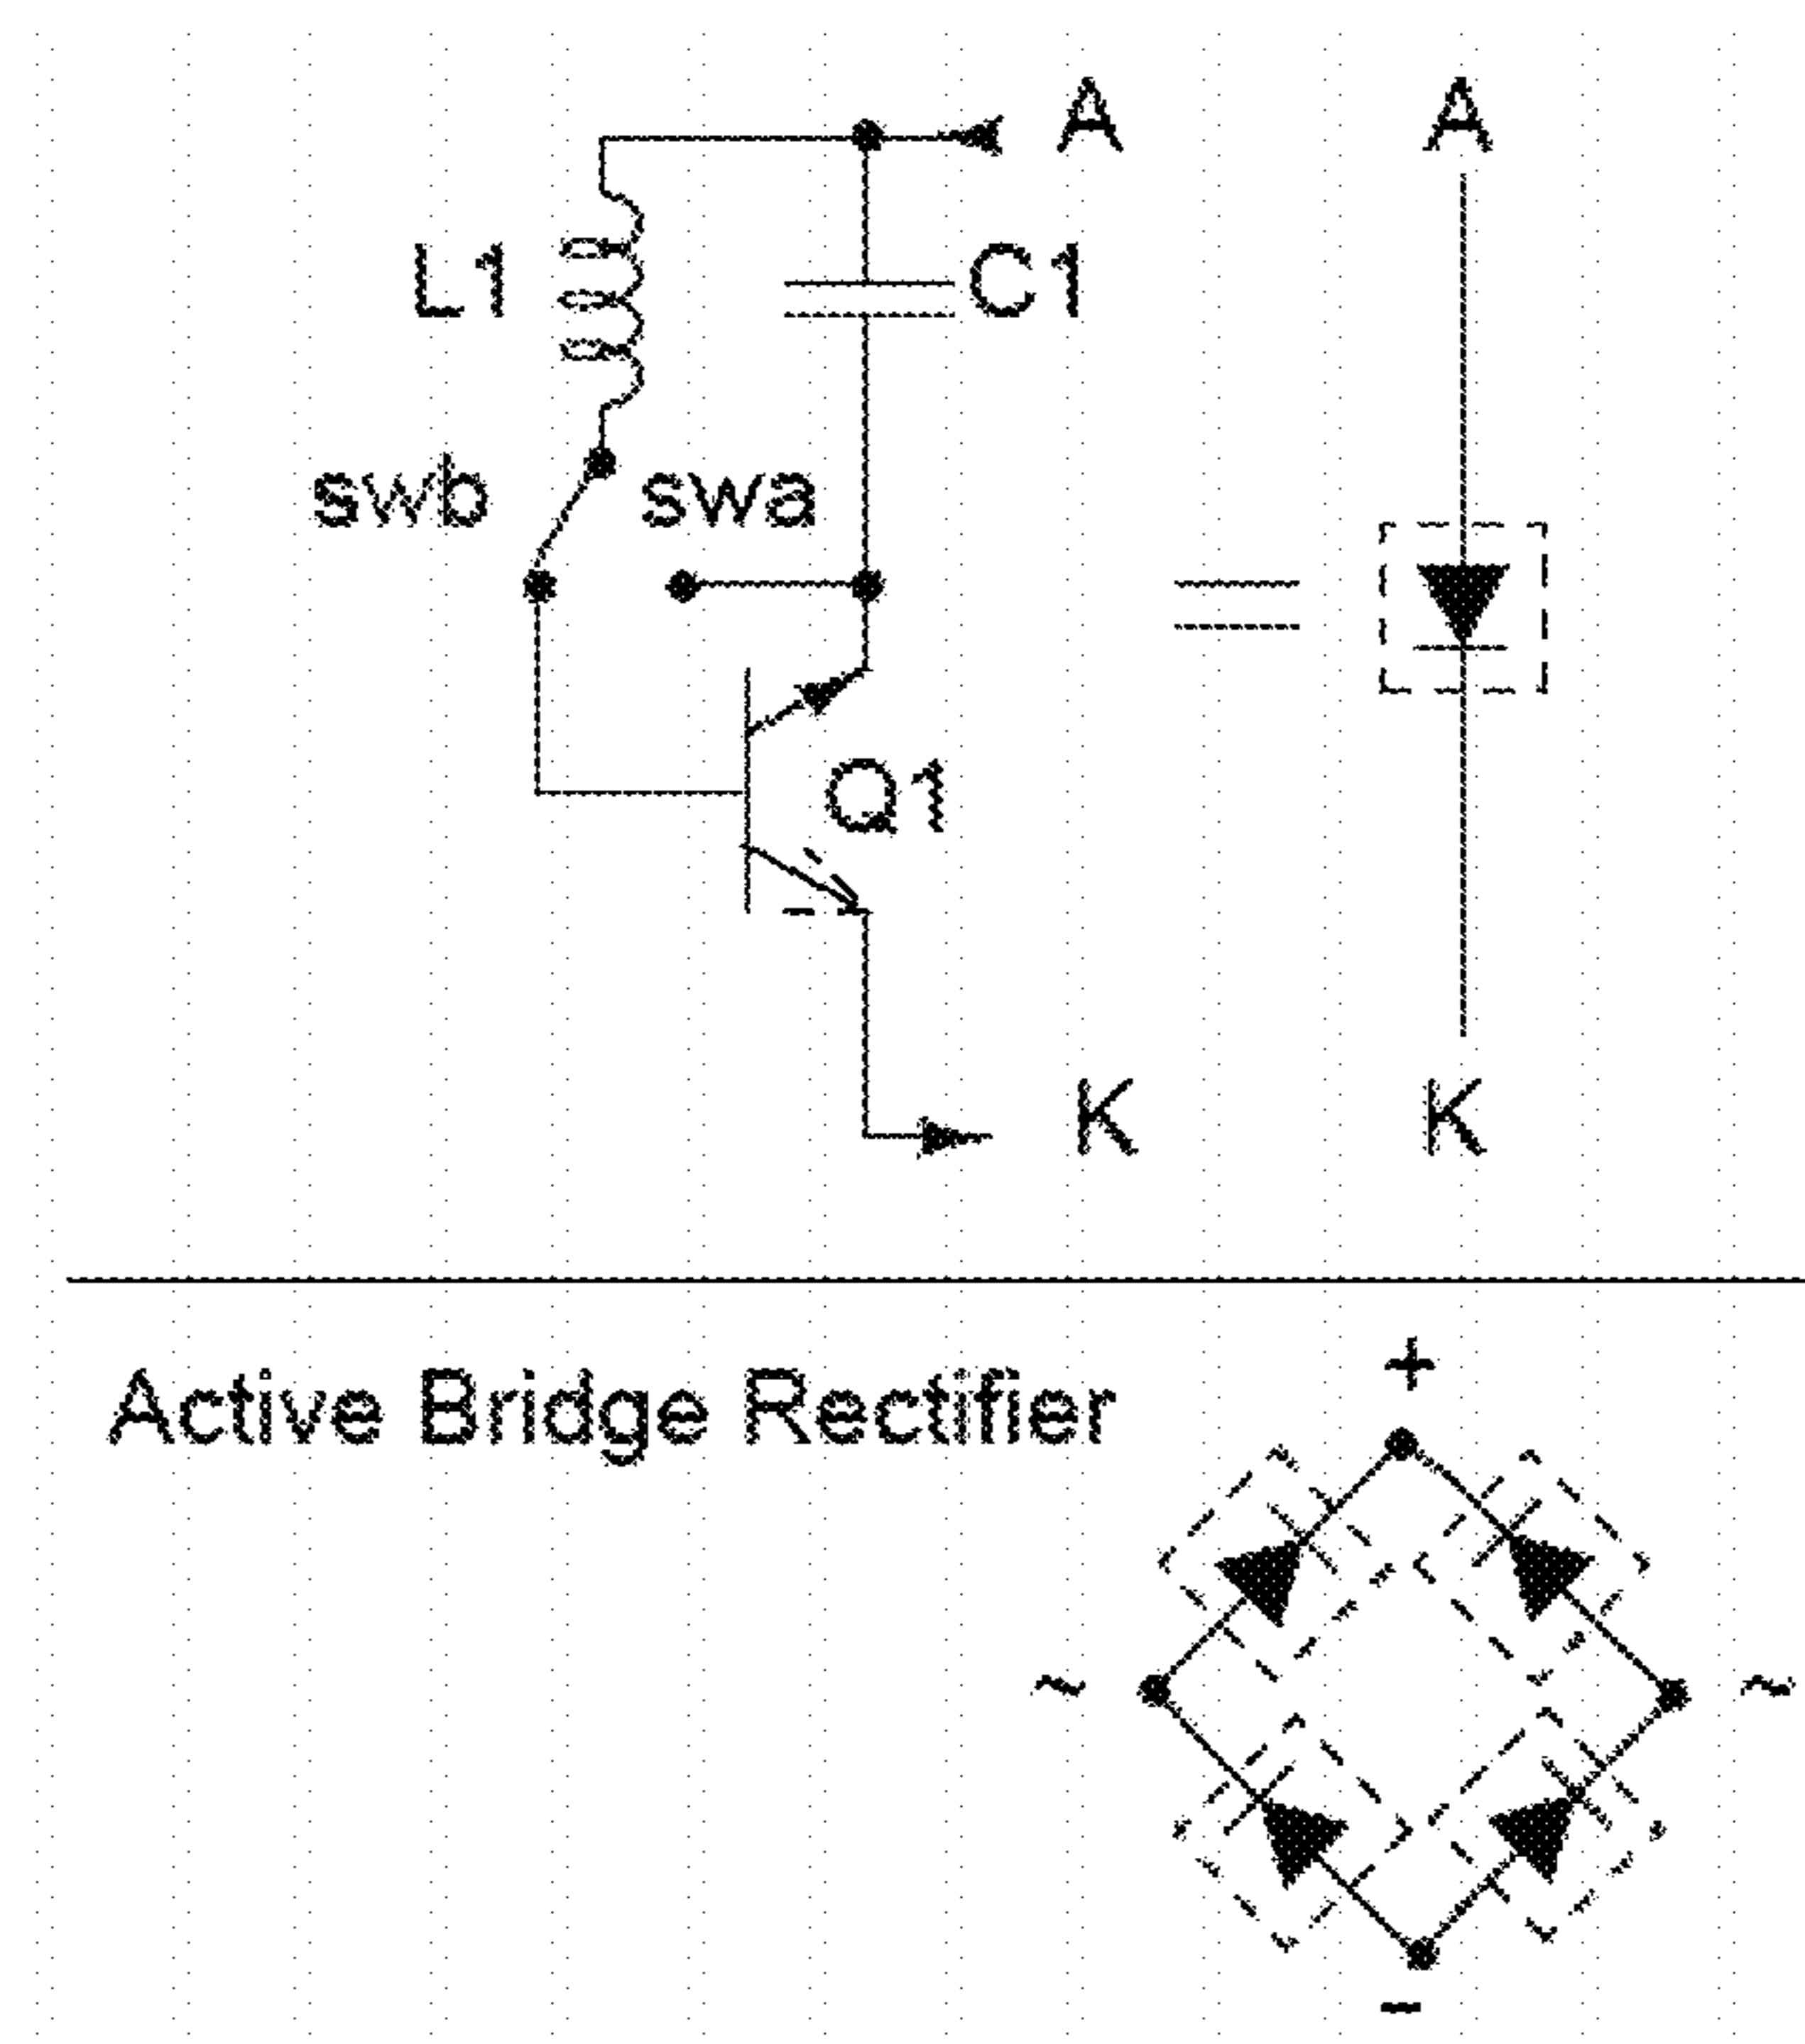 A A
L1 C1
swb swa
Q1
K K
Active Bridge Rectifier
+
~ ~
-